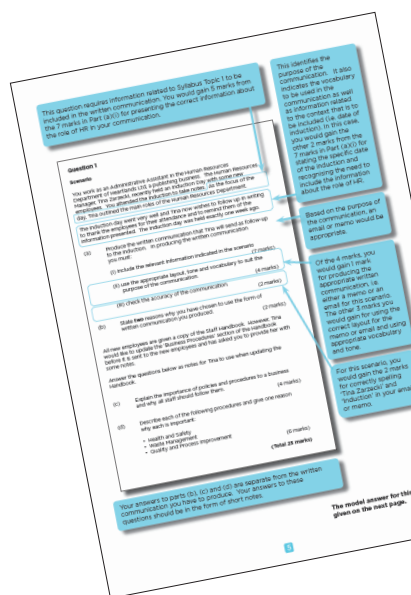 This question requires information related to Syllabus Topic 1 to be
included in the written communication. You would gain 5 marks from
the 7 marks in Part (a)(i) for presenting the correct information about
the role of HR in your communication.
This identifies the
purpose of the
communication. It also
indicates the vocabulary
to be used in the
communication as well
as information related
to the context that is to
be included (i.e. date of
induction). In this case,
you would gain the
other 2 marks from the
7 marks in Part (a)(i) for
stating the specific date
of the induction and
recognising the need to
include the information
about the role of HR.
Question 1
Scenario
You work as an Administrative Assistant in the Human Resources
Department of Heartlands Ltd, a publishing business. The Human Resources
Manager, Tina Zarzecki, recently held an Induction Day with some new
employees. You attended the induction to take notes. As the focus of the
day, Tina outlined the main roles of the Human Resources Department.
The induction day went very well and Tina now wishes to follow up in writing
to thank the employees for their attendance and to remind them of the
information presented. The induction day was held exactly one week ago.
(a) Produce the written communication that Tina will send as follow-up
to the induction. In producing the written communication
you must:
(i) include the relevant information indicated in the scenario
(7 marks)
(ii) use the appropriate layout, tone and vocabulary to suit the
purpose of the communication.
(4 marks)
(iii) check the accuracy of the communication.
(2 marks)
(b) State two reasons why you have chosen to use the form of
written communication you produced.
(2 marks)
Based on the purpose of
the communication, an
email or memo would be
appropriate.
Of the 4 marks, you
would gain 1 mark
for producing the
appropriate written
communication, i.e.
either a memo or an
email for this scenario.
The other 3 marks you
would gain for using the
correct layout for the
memo or email and using
appropriate vocabulary
and tone.
All new employees are given a copy of the Staff Handbook. However, Tina
would like to update the 'Business Procedures' section of the Handbook
before it is sent to the new employees and has asked you to provide her with
some notes.
Answer the questions below as notes for Tina to use when updating the
Handbook.
(c) Explain the importance of policies and procedures to a business
and why all staff should follow them.
(4 marks)
(d) Describe each of the following procedures and give one reason
why each is important:
• Health and Safety
• Waste Management
• Quality and Process Improvement
(6 marks)
(Total 25 marks)
For this scenario, you
would gain the 2 marks
for correctly spelling
'Tina Zarzecki' and
'Induction' in your email
or memo.
Your answers to parts (b), (c) and (d) are separate from the written
communication you have to produce. Your answers to these
questions should be in the form of short notes.
The model answer for this
given on the next page.
5